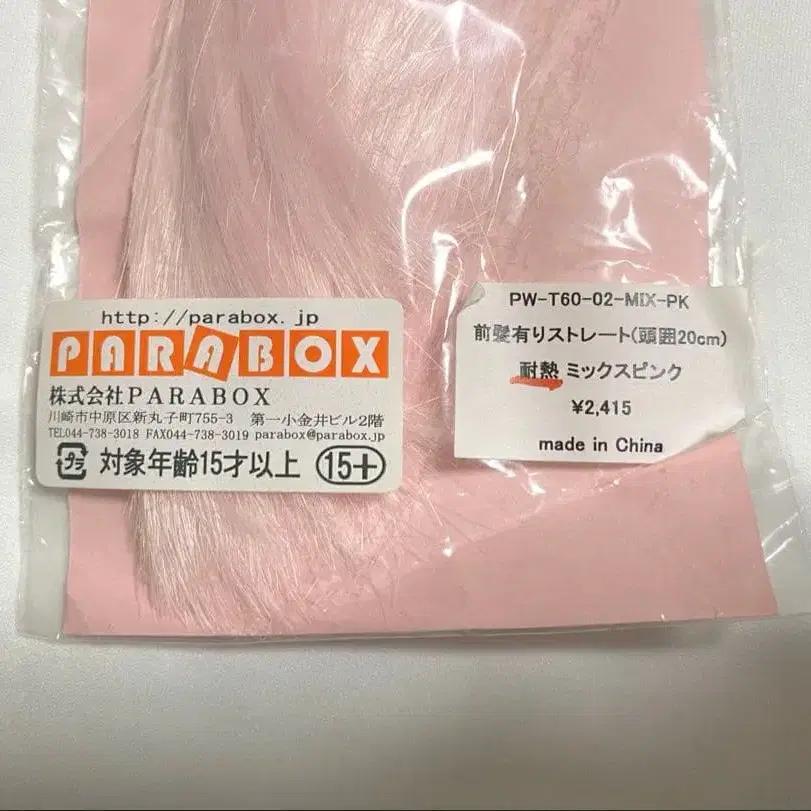 http://parabox.jp
PARABOX
株式会社PARABOX
川崎市中原区新丸子町755-3 第一小金井ビル2階
TEL044-738-3018 FAX044-738-3019 parabox@parabox.jp
プラ 対象年齢15才以上 15+
PW-T60-02-MIX-PK
前髪有りストレート(頭囲20cm)
耐熱 ミックスピンク
¥2,415
made in China